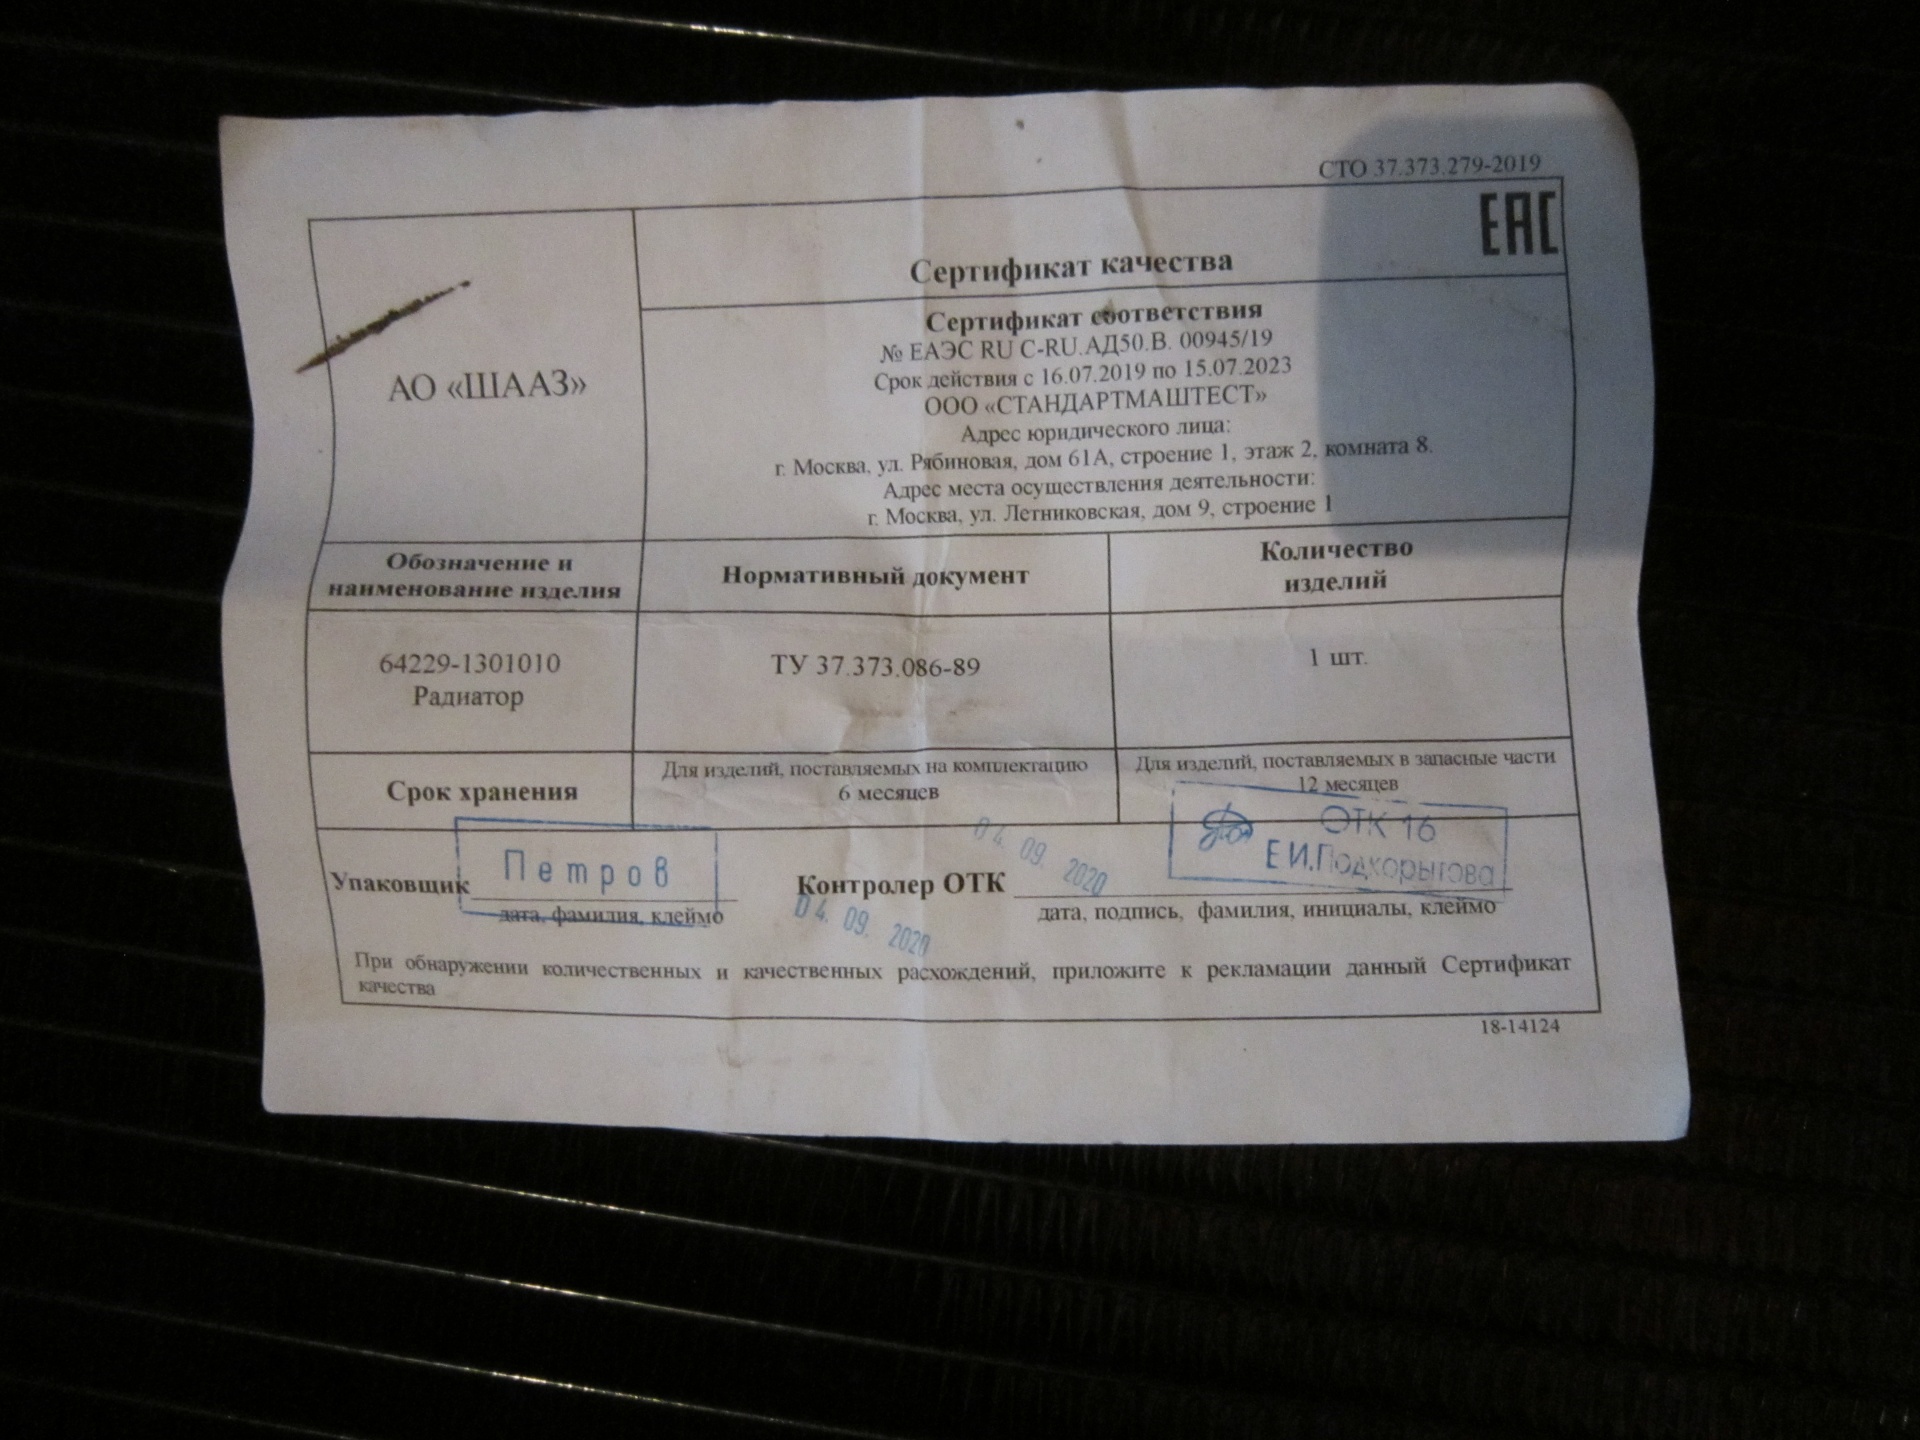 СТО 37.373.279-2019
ЕАС
Сертификат качества
АО «ШААЗ»
Сертификат соответствия
№ ЕАЭС RU C-RU.АД50.В. 00945/19
Срок действия с 16.07.2019 по 15.07.2023
ООО «СТАНДАРТМАШТЕСТ»
Адрес юридического лица:
г. Москва, ул. Рябиновая, дом 61А, строение 1, этаж 2, комната 8.
Адрес места осуществления деятельности:
г. Москва, ул. Летниковская, дом 9, строение 1
Обозначение и
наименование изделия
Нормативный документ
Количество
изделий
64229-1301010
Радиатор
ТУ 37.373.086-89
1 шт.
Срок хранения
Для изделий, поставляемых на комплектацию
6 месяцев
Для изделий, поставляемых в запасные части
12 месяцев
Упаковщик
Петров
дата, фамилия, клеймо
04.09.2020
Контролер ОТК
04.09.2020
ОТК 16
Е.И.Подкорытова
дата, подпись, фамилия, инициалы, клеймо
При обнаружении количественных и качественных расхождений, приложите к рекламации данный Сертификат
качества
18-14124